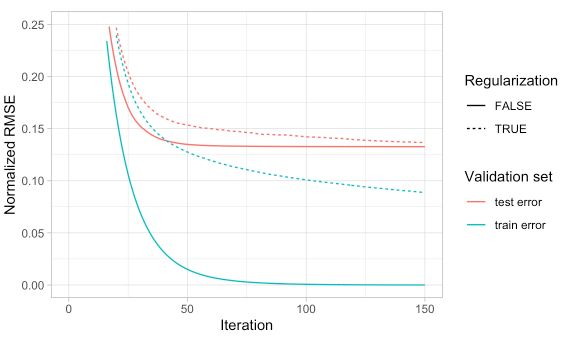 0.25
0.20
0.15
0.10
0.05
0.00
Normalized RMSE
0
50
100
150
Iteration
Regularization
FALSE
TRUE
Validation set
test error
train error